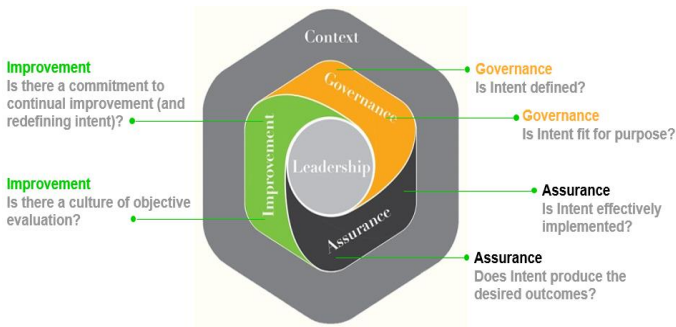 Context
Governance
Improvement
Leadership
Assurance
Improvement
Is there a commitment to
continual improvement (and
redefining intent)?
Improvement
Is there a culture of objective
evaluation?
Governance
Is Intent defined?
Governance
Is Intent fit for purpose?
Assurance
Is Intent effectively
implemented?
Assurance
Does Intent produce the
desired outcomes?